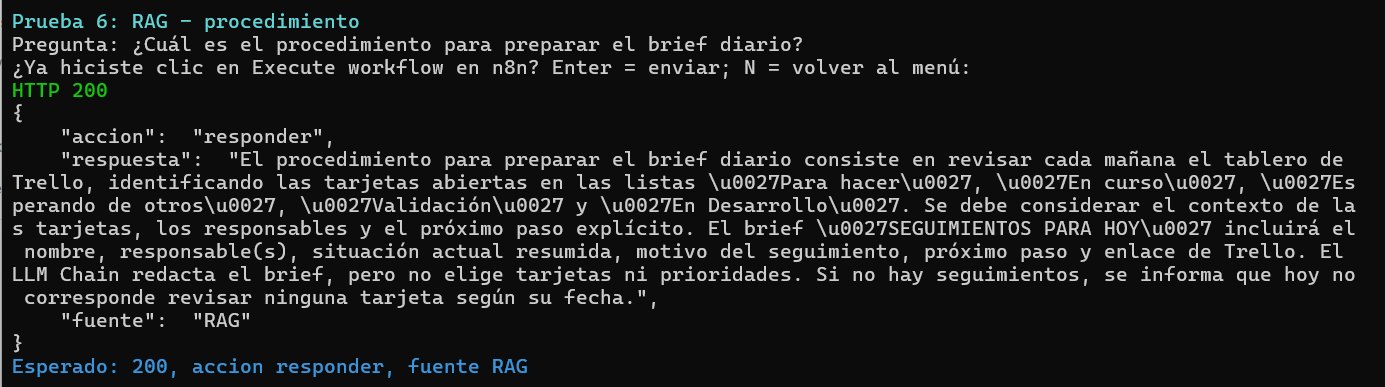 Prueba 6: RAG - procedimiento
Pregunta: ¿Cuál es el procedimiento para preparar el brief diario?
¿Ya hiciste clic en Execute workflow en n8n? Enter = enviar; N = volver al menú:
HTTP 200
{
    "accion":  "responder",
    "respuesta":  "El procedimiento para preparar el brief diario consiste en revisar cada mañana el tablero de
Trello, identificando las tarjetas abiertas en las listas \u0027Para hacer\u0027, \u0027En curso\u0027, \u0027Es
perando de otros\u0027, \u0027Validación\u0027 y \u0027En Desarrollo\u0027. Se debe considerar el contexto de la
s tarjetas, los responsables y el próximo paso explícito. El brief \u0027SEGUIMIENTOS PARA HOY\u0027 incluirá el
 nombre, responsable(s), situación actual resumida, motivo del seguimiento, próximo paso y enlace de Trello. El
LLM Chain redacta el brief, pero no elige tarjetas ni prioridades. Si no hay seguimientos, se informa que hoy no
 corresponde revisar ninguna tarjeta según su fecha.",
    "fuente":  "RAG"
}
Esperado: 200, accion responder, fuente RAG